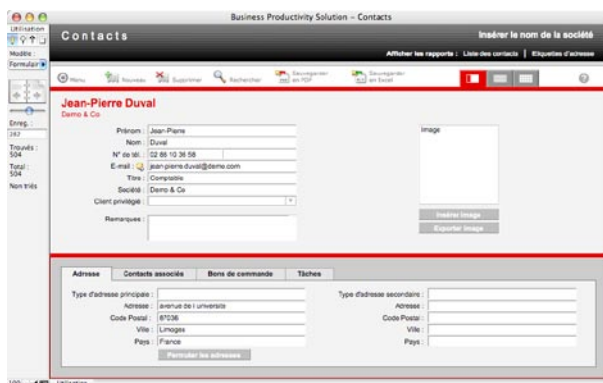 Business Productivity Solution - Contacts
Utilisation
Contacts
Insérer le nom de la société
Modèle :
Formulaire
Afficher les rapports : Liste des contacts | Etiquettes d'adresse
Menu Nouveau Supprimer Rechercher Sauvegarder en PDF Sauvegarder en Excel
Jean-Pierre Duval
Demo & Co
Enreg. :
Trouvés :
504
Total :
504
Non triés
Prénom : Jean-Pierre
Nom : Duval
N° de tél. : 02 86 10 36 58
E-mail : jean-pierre.duval@demo.com
Titre : Comptable
Société : Demo & Co
Client privilégié :
Remarques :
Image
Insérer image
Exporter image
Adresse Contacts associés Bons de commande Tâches
Type d'adresse principale :
Adresse : avenue de l université
Code Postal : 87036
Ville : Limoges
Pays : France
Permuter les adresses
Type d'adresse secondaire :
Adresse :
Code Postal :
Ville :
Pays :
100
Utilisation